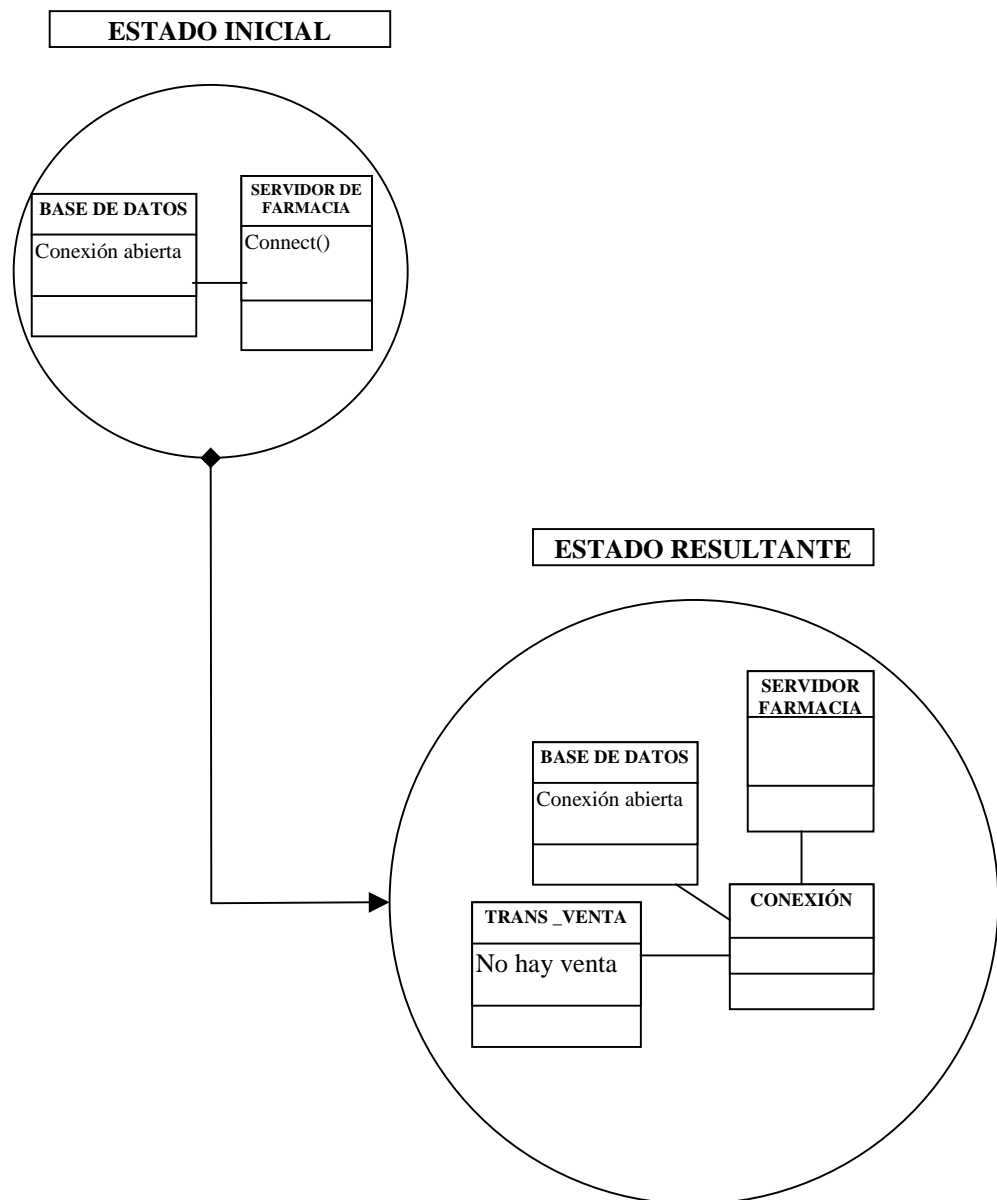 ESTADO INICIAL
BASE DE DATOS
Conexión abierta
SERVIDOR DE
FARMACIA
Connect()
ESTADO RESULTANTE
SERVIDOR
FARMACIA
BASE DE DATOS
Conexión abierta
CONEXIÓN
TRANS _VENTA
No hay venta